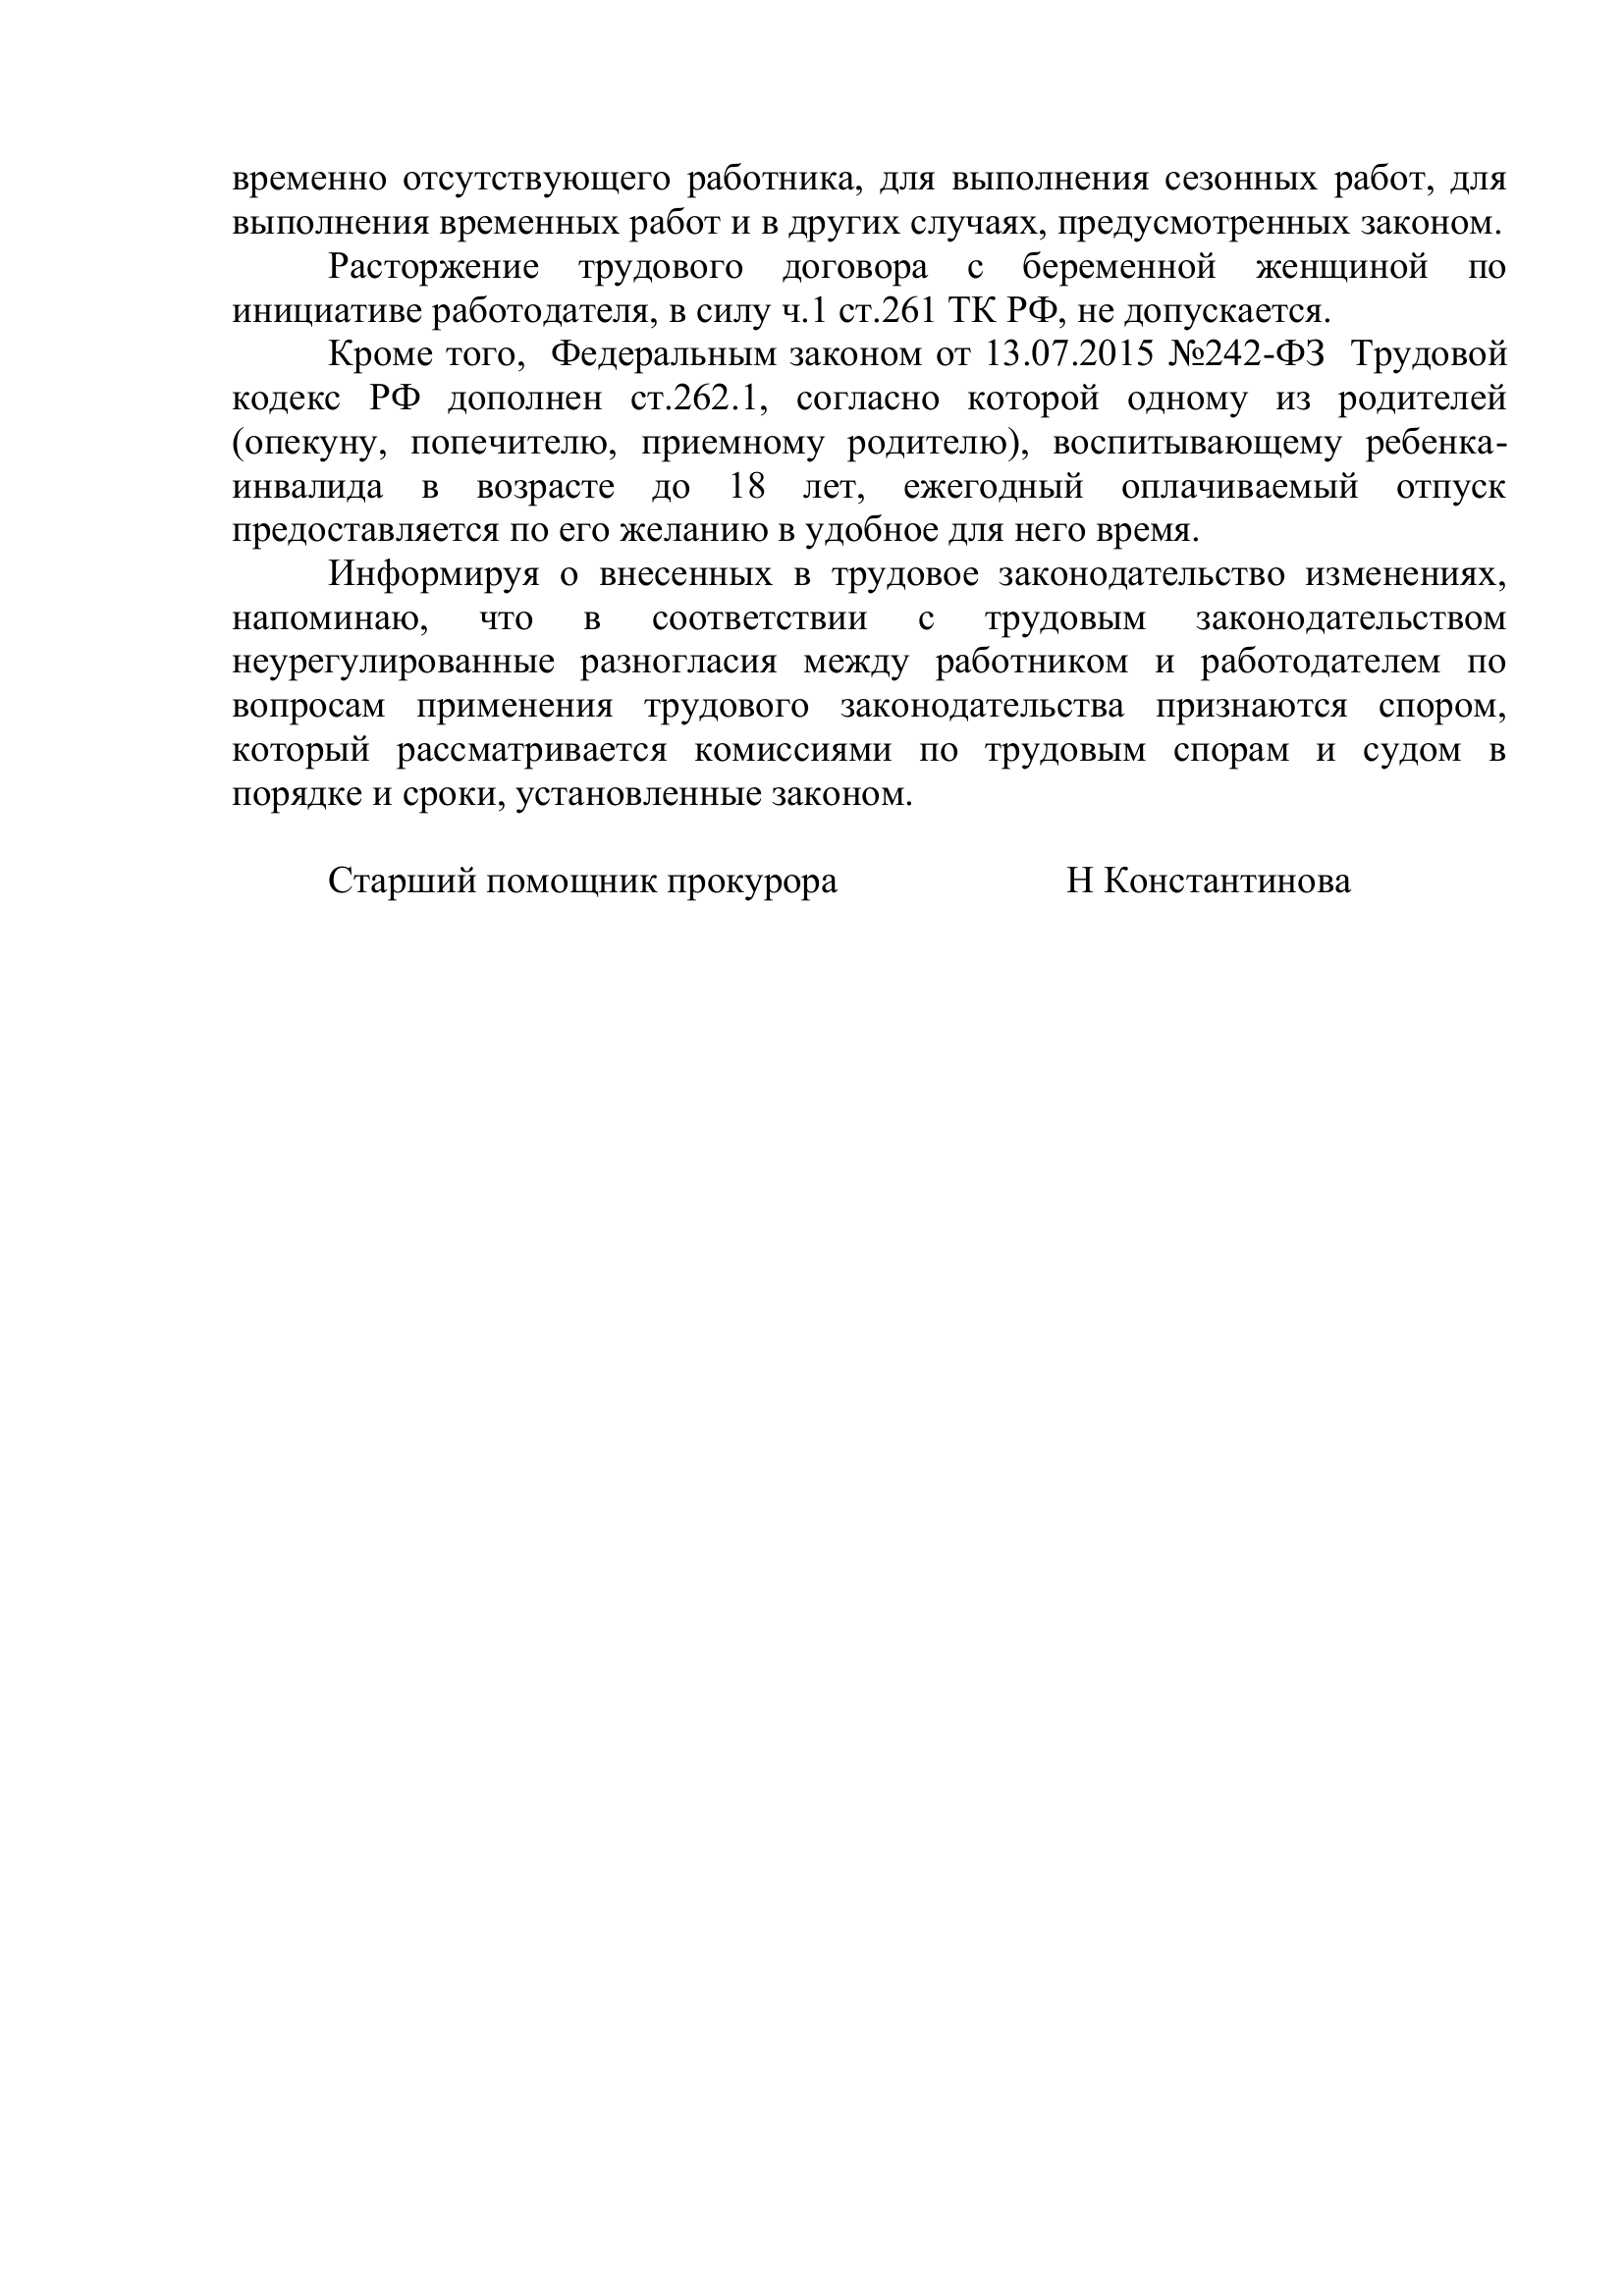 временно отсутствующего работника, для выполнения сезонных работ, для
выполнения временных работ и в других случаях, предусмотренных законом.
Расторжение трудового договора с беременной женщиной по
инициативе работодателя, в силу ч.1 ст.261 ТК РФ, не допускается.
Кроме того, Федеральным законом от 13.07.2015 №242-ФЗ Трудовой
кодекс РФ дополнен ст.262.1, согласно которой одному из родителей
(опекуну, попечителю, приемному родителю), воспитывающему ребенка-
инвалида в возрасте до 18 лет, ежегодный оплачиваемый отпуск
предоставляется по его желанию в удобное для него время.
Информируя о внесенных в трудовое законодательство изменениях,
напоминаю, что в соответствии с трудовым законодательством
неурегулированные разногласия между работником и работодателем по
вопросам применения трудового законодательства признаются спором,
который рассматривается комиссиями по трудовым спорам и судом в
порядке и сроки, установленные законом.
Старший помощник прокурора Н Константинова